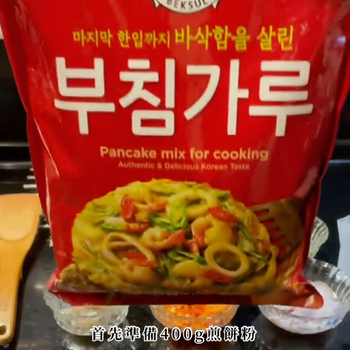 BEKSUL
마지막 한입까지 바삭함을 살린
부침가루
Pancake mix for cooking
Authentic & Delicious Korean Taste
首先準備400g煎餅粉